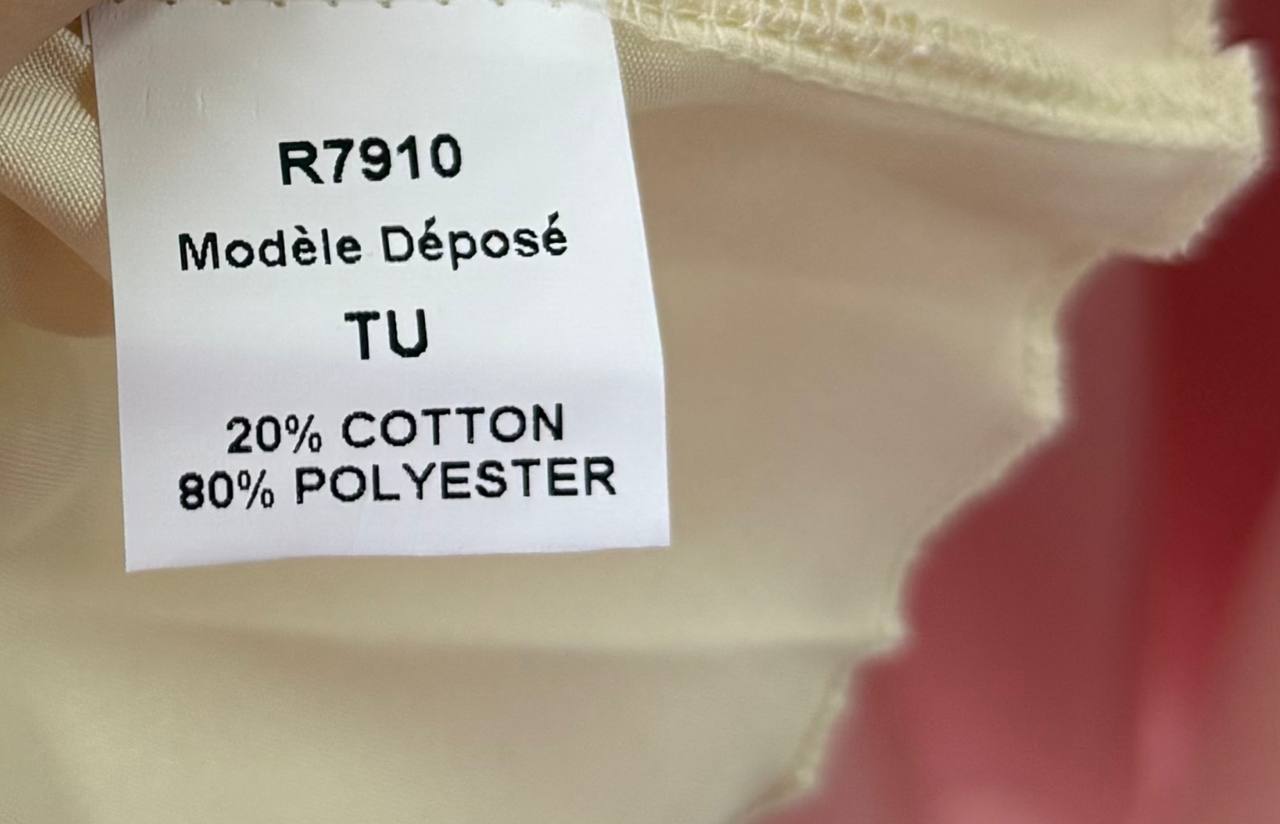 R7910
Modèle Déposé
TU
20% COTTON
80% POLYESTER